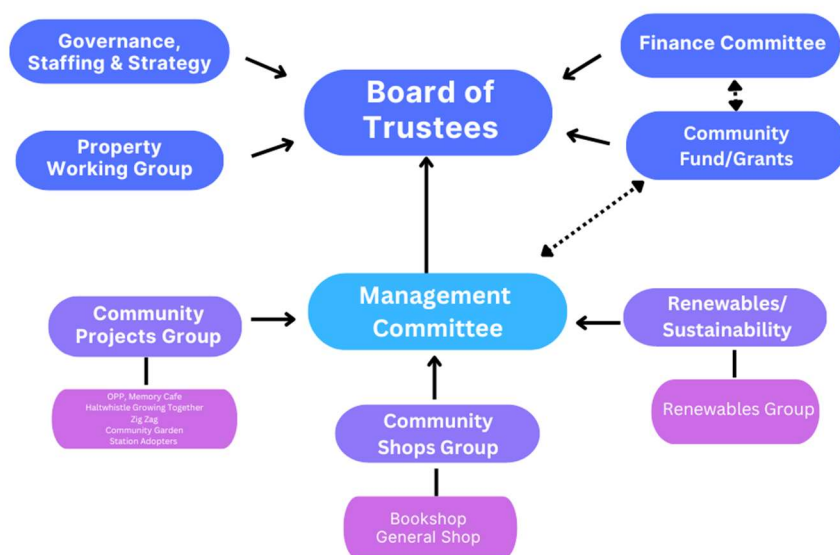 Governance,
Staffing & Strategy
Finance Committee
Board of
Trustees
Property
Working Group
Community
Fund/Grants
Management
Committee
Community
Projects Group
Renewables/
Sustainability
OPP, Memory Cafe
Haltwhistle Growing Together
Zig Zag
Community Garden
Station Adopters
Renewables Group
Community
Shops Group
Bookshop
General Shop